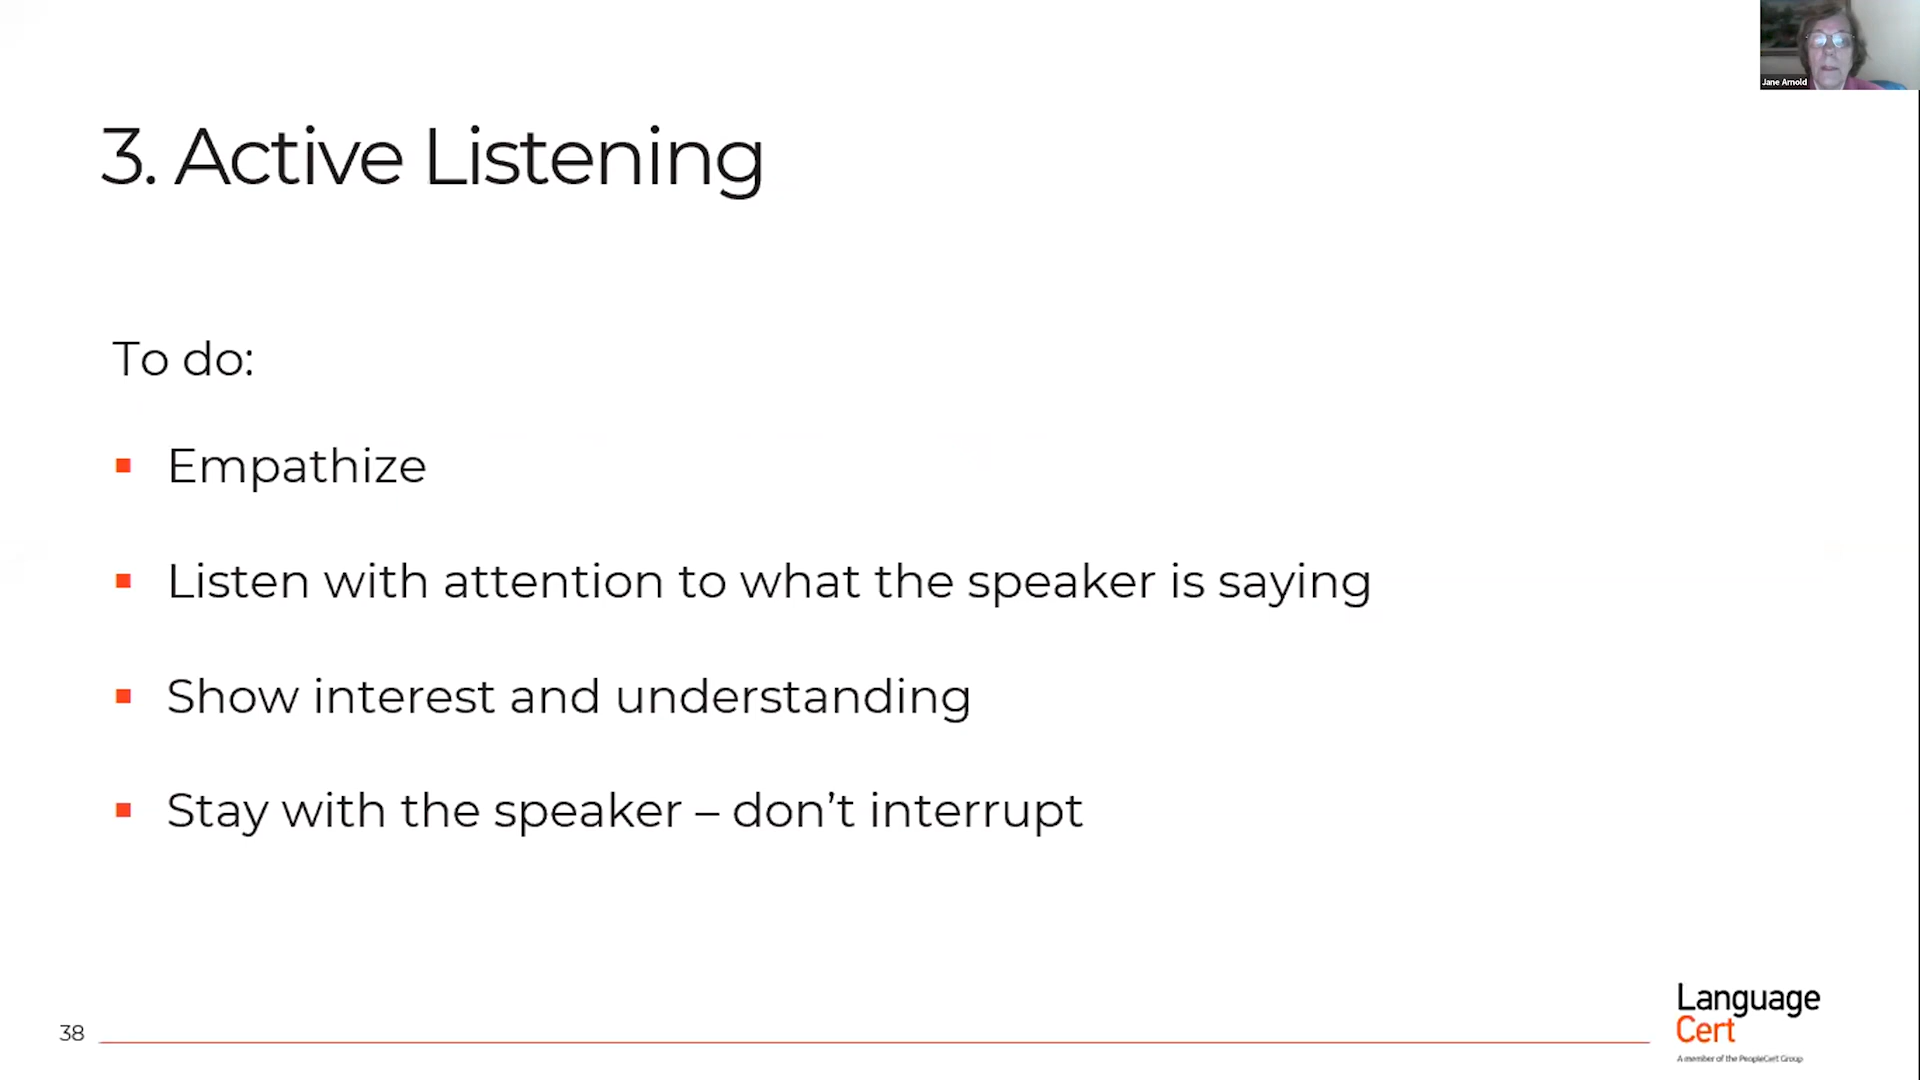 Jane Arnold
3. Active Listening
To do:
Empathize
Listen with attention to what the speaker is saying
Show interest and understanding
Stay with the speaker – don’t interrupt
38
Language
Cert
A member of the PeopleCert Group